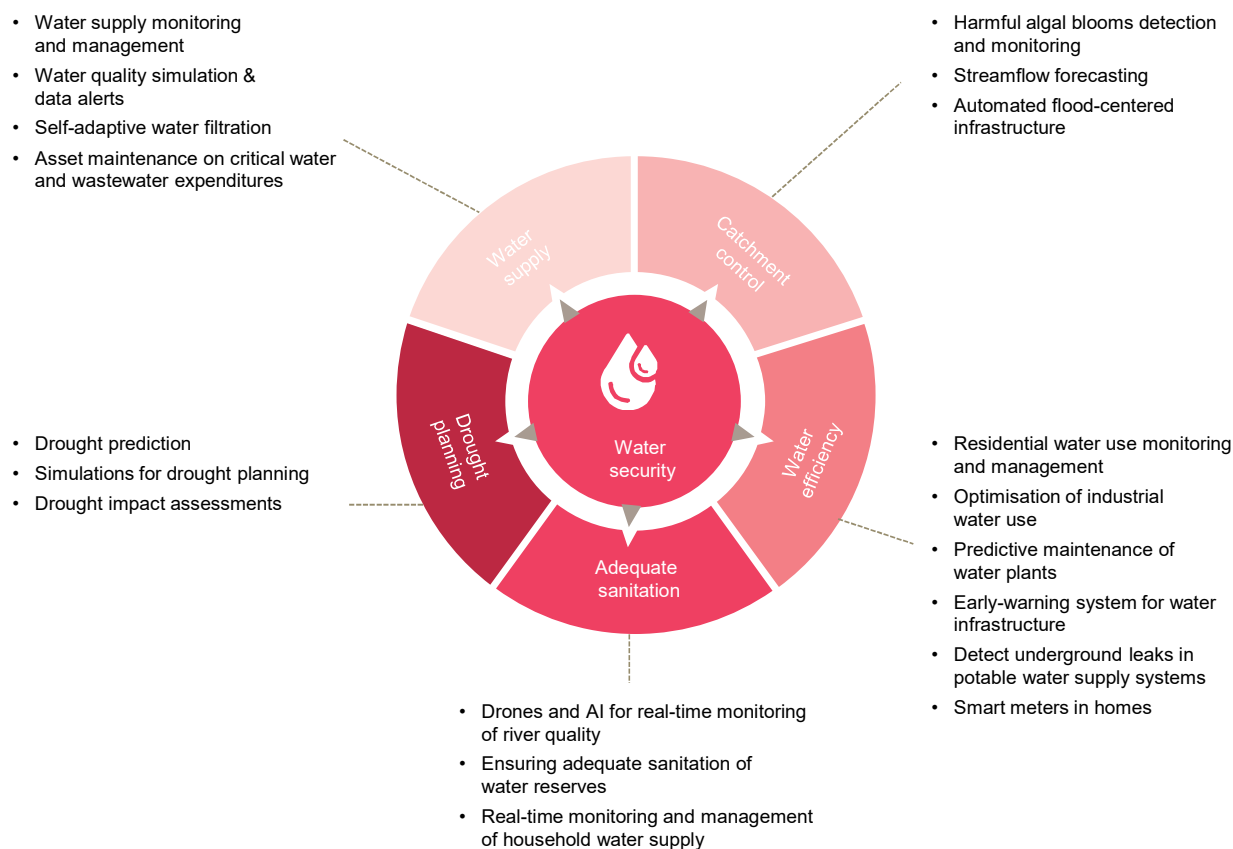 • Water supply monitoring
and management
• Water quality simulation &
data alerts
• Self-adaptive water filtration
• Asset maintenance on critical water
and wastewater expenditures
• Harmful algal blooms detection
and monitoring
• Streamflow forecasting
• Automated flood-centered
infrastructure
Water
supply
Catchment
control
Drought
planning
Water
security
Water
efficiency
Adequate
sanitation
• Drought prediction
• Simulations for drought planning
• Drought impact assessments
• Residential water use monitoring
and management
• Optimisation of industrial
water use
• Predictive maintenance of
water plants
• Early-warning system for water
infrastructure
• Detect underground leaks in
potable water supply systems
• Smart meters in homes
• Drones and AI for real-time monitoring
of river quality
• Ensuring adequate sanitation of
water reserves
• Real-time monitoring and management
of household water supply